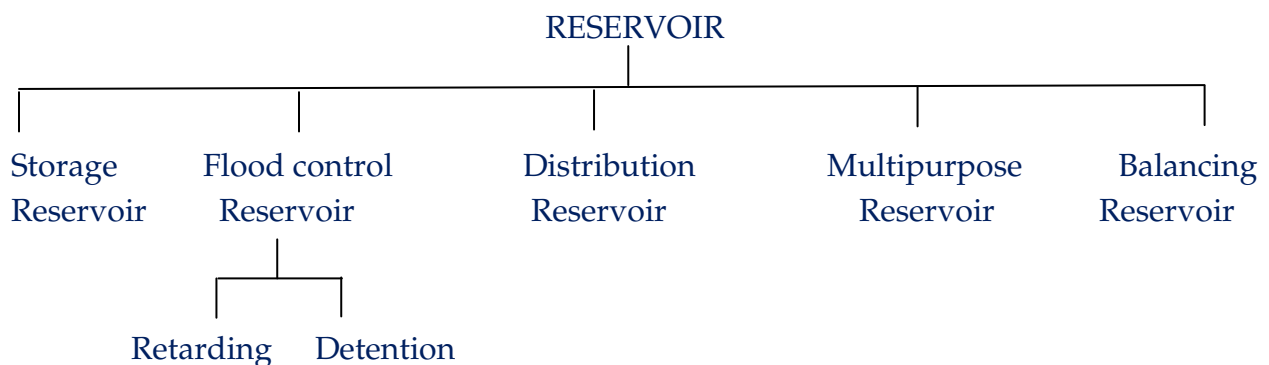 RESERVOIR
Storage Flood control Distribution Multipurpose Balancing
Reservoir Reservoir Reservoir Reservoir Reservoir
Retarding Detention